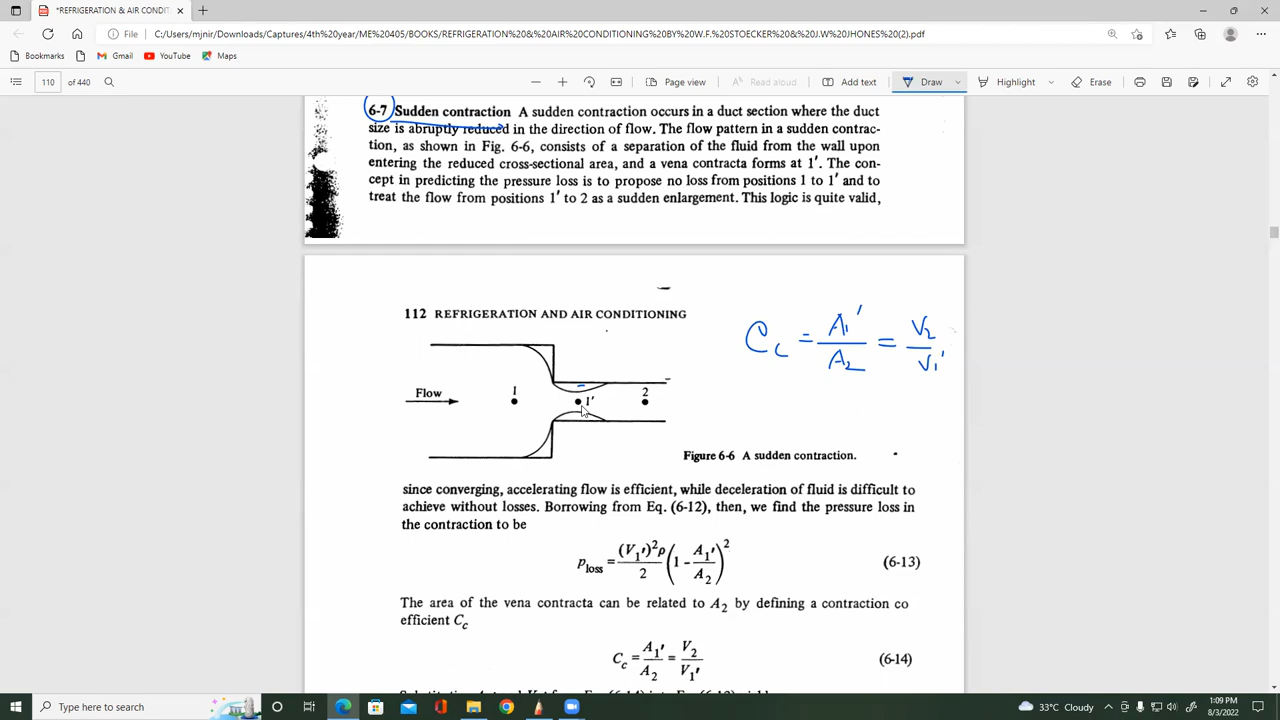 *REFRIGERATION & AIR CONDITI
File
C:/Users/mjnir/Downloads/Captures/4th%20year/ME%20405/BOOKS/REFRIGERATION%20&%20AIR%20CONDITIONING%20BY%20W.F.%20STOECKER%20&%20J.W%20JHONES%20(2).pdf
Bookmarks
Gmail
YouTube
Maps
110 of 440
Page view
Read aloud
Add text
Draw
Highlight
Erase
6-7 Sudden contraction A sudden contraction occurs in a duct section where the duct
size is abruptly reduced in the direction of flow. The flow pattern in a sudden contrac-
tion, as shown in Fig. 6-6, consists of a separation of the fluid from the wall upon
entering the reduced cross-sectional area, and a vena contracta forms at 1′. The con-
cept in predicting the pressure loss is to propose no loss from positions 1 to 1′ and to
treat the flow from positions 1′ to 2 as a sudden enlargement. This logic is quite valid,
112 REFRIGERATION AND AIR CONDITIONING
C_c = A_1′ / A_2 = V_2 / V_1′
Flow
1
1′
2
Figure 6-6 A sudden contraction.
since converging, accelerating flow is efficient, while deceleration of fluid is difficult to
achieve without losses. Borrowing from Eq. (6-12), then, we find the pressure loss in
the contraction to be
p_loss = (V_1′)²ρ / 2 (1 - A_1′ / A_2)² (6-13)
The area of the vena contracta can be related to A_2 by defining a contraction co
efficient C_c
C_c = A_1′ / A_2 = V_2 / V_1′ (6-14)
Type here to search
33°C Cloudy
1:09 PM
8/3/2022